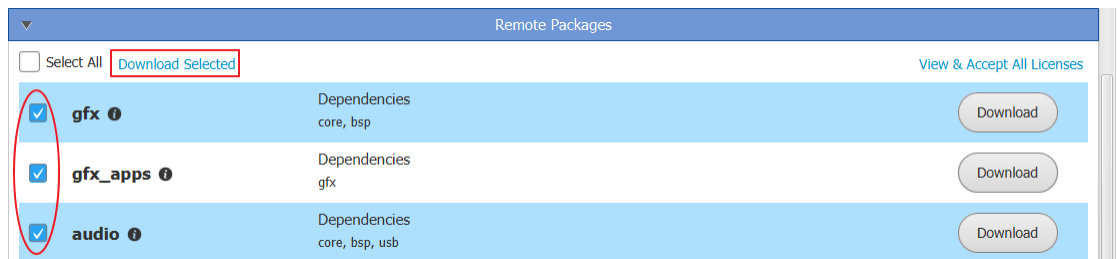 Remote Packages
Select All Download Selected View & Accept All Licenses
gfx Dependencies Download
core, bsp
gfx_apps Dependencies Download
gfx
audio Dependencies Download
core, bsp, usb